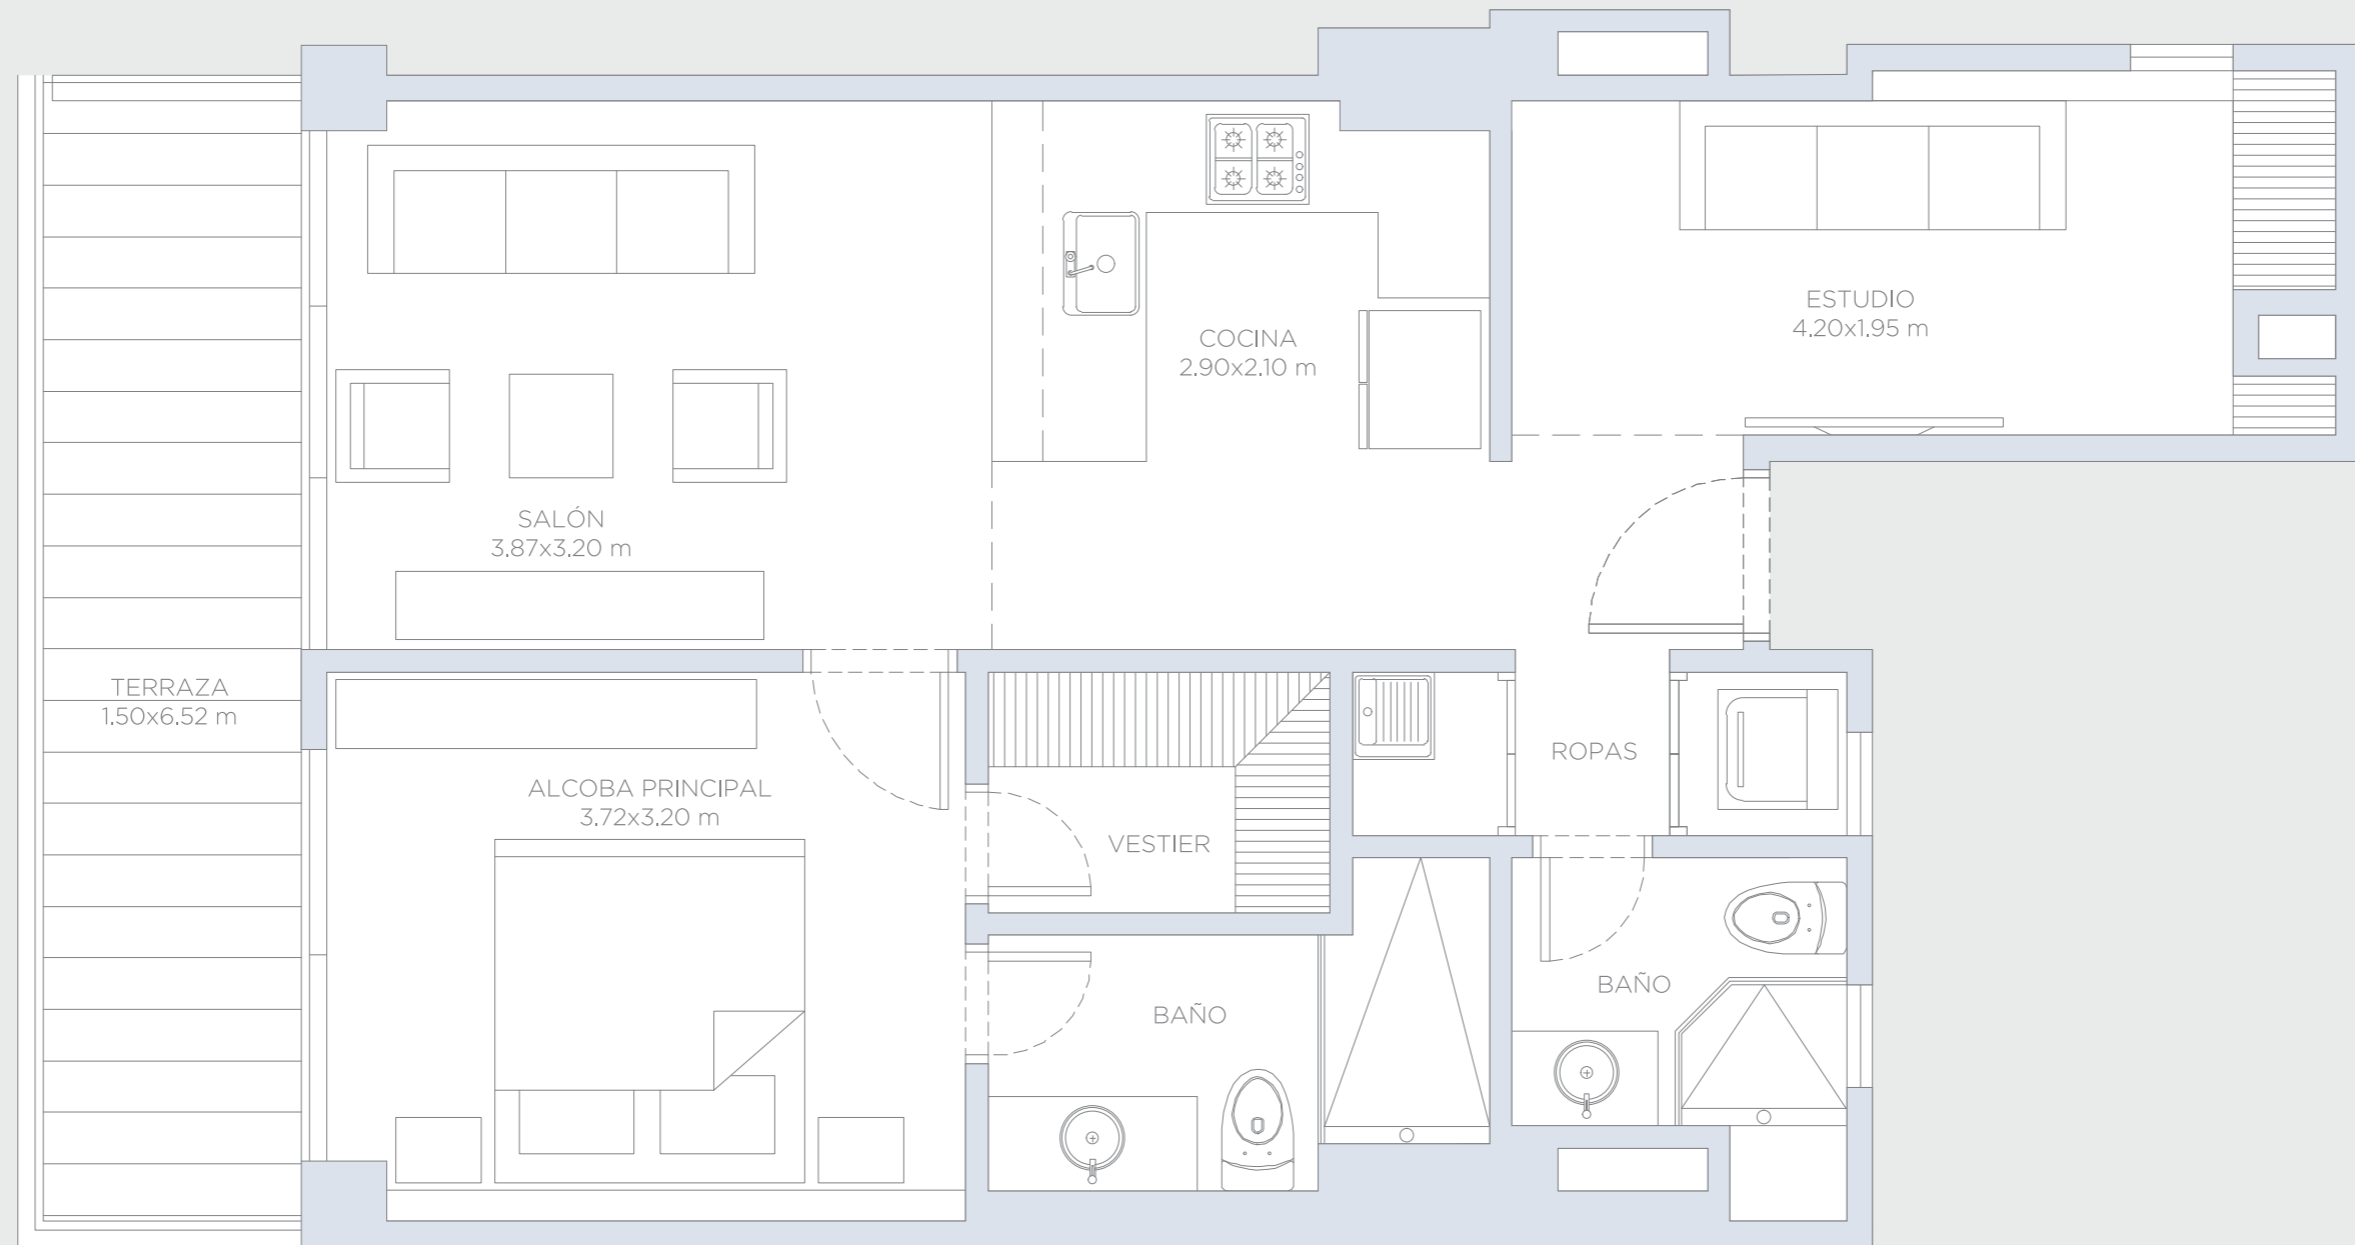 ESTUDIO
4.20x1.95 m
COCINA
2.90x2.10 m
SALÓN
3.87x3.20 m
TERRAZA
1.50x6.52 m
ALCOBA PRINCIPAL
3.72x3.20 m
VESTIER
ROPAS
BAÑO
BAÑO